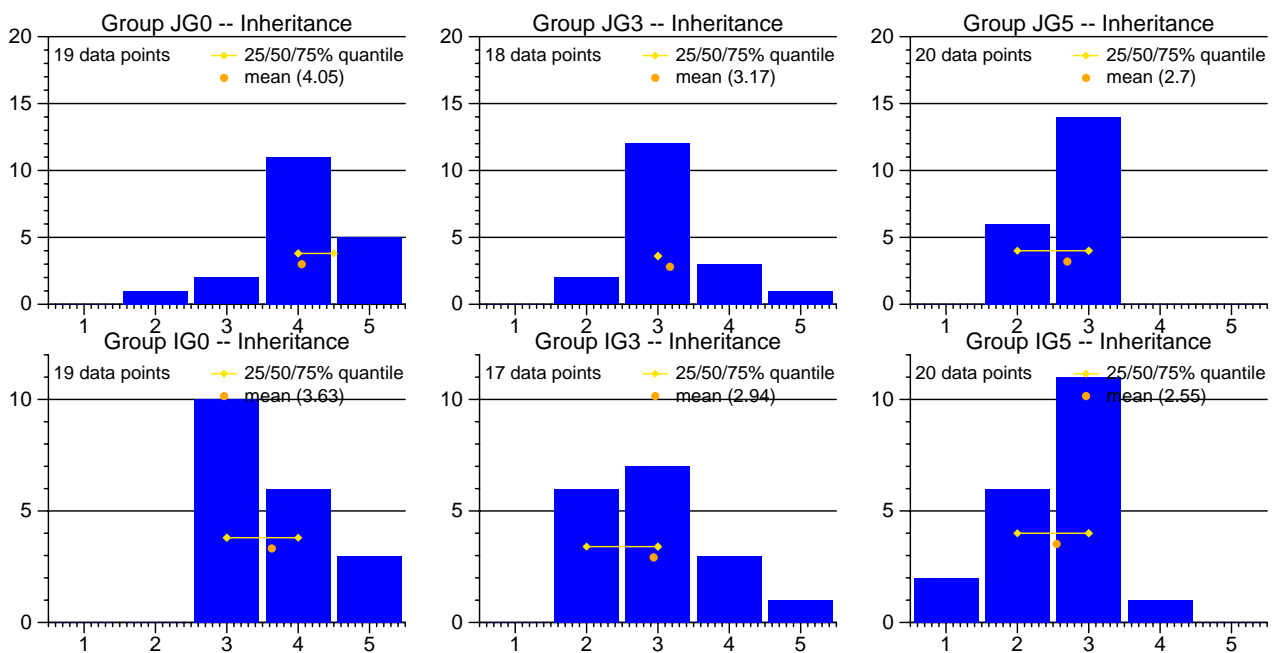 Group JG0 -- Inheritance
20
19 data points
25/50/75% quantile
mean (4.05)
15
10
5
0
1 2 3 4 5
Group JG3 -- Inheritance
20
18 data points
25/50/75% quantile
mean (3.17)
15
10
5
0
1 2 3 4 5
Group JG5 -- Inheritance
20
20 data points
25/50/75% quantile
mean (2.7)
15
10
5
0
1 2 3 4 5
Group IG0 -- Inheritance
19 data points
25/50/75% quantile
mean (3.63)
10
5
0
1 2 3 4 5
Group IG3 -- Inheritance
17 data points
25/50/75% quantile
mean (2.94)
10
5
0
1 2 3 4 5
Group IG5 -- Inheritance
20 data points
25/50/75% quantile
mean (2.55)
10
5
0
1 2 3 4 5